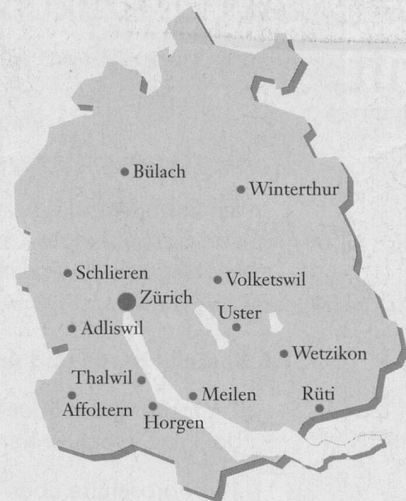 Bülach
Winterthur
Schlieren
Volketswil
Zürich
Uster
Adliswil
Wetzikon
Thalwil
Meilen
Rüti
Affoltern
Horgen